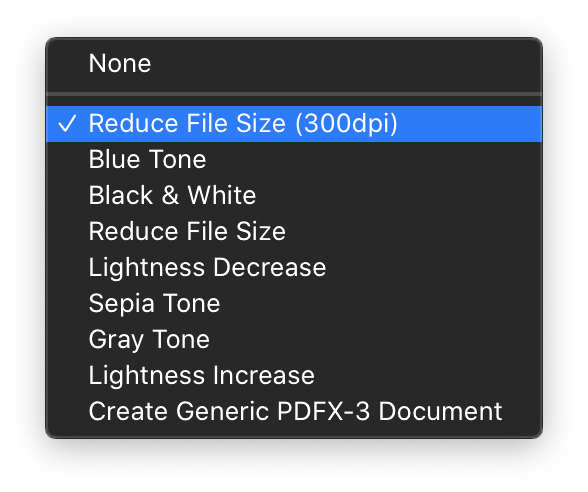 None
✓ Reduce File Size (300dpi)
Blue Tone
Black & White
Reduce File Size
Lightness Decrease
Sepia Tone
Gray Tone
Lightness Increase
Create Generic PDFX-3 Document